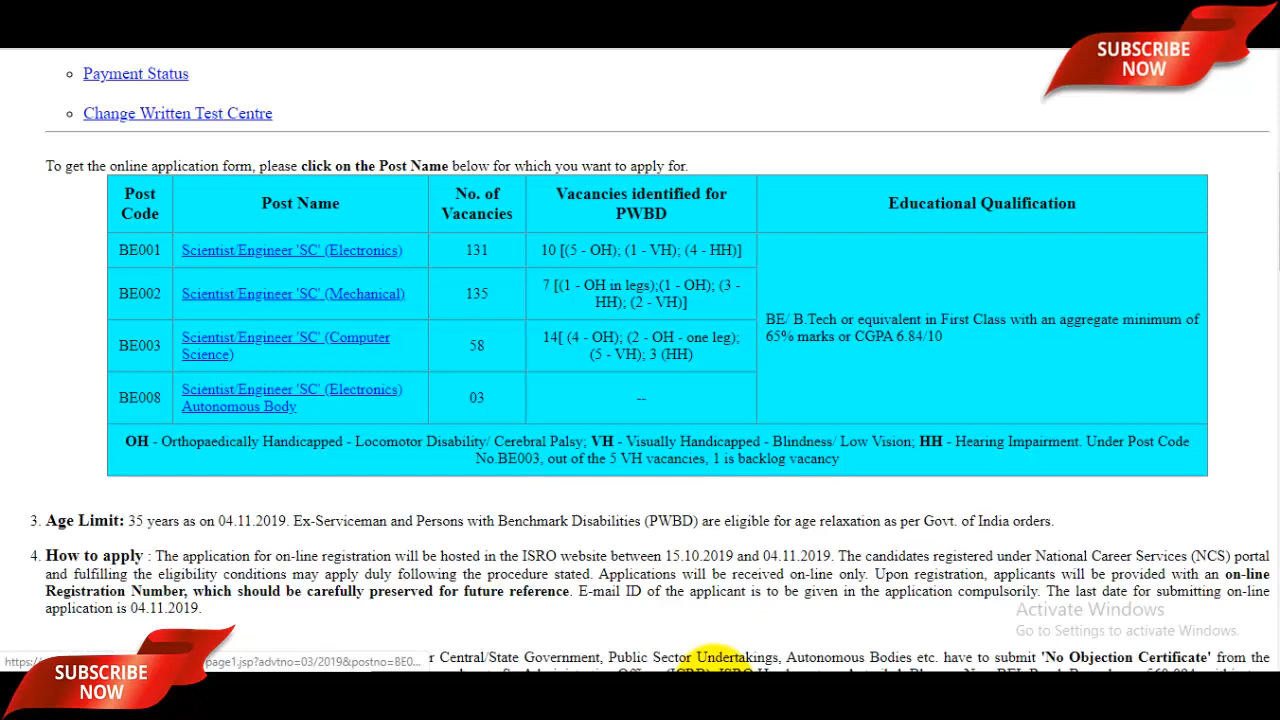 SUBSCRIBE
NOW
Payment Status
Change Written Test Centre
To get the online application form, please click on the Post Name below for which you want to apply for.
Post Code | Post Name | No. of Vacancies | Vacancies identified for PWBD | Educational Qualification
BE001 | Scientist/Engineer 'SC' (Electronics) | 131 | 10 [(5 - OH); (1 - VH); (4 - HH)]
BE002 | Scientist/Engineer 'SC' (Mechanical) | 135 | 7 [(1 - OH in legs);(1 - OH); (3 - HH); (2 - VH)]
BE/ B.Tech or equivalent in First Class with an aggregate minimum of
65% marks or CGPA 6.84/10
BE003 | Scientist/Engineer 'SC' (Computer Science) | 58 | 14[ (4 - OH); (2 - OH - one leg); (5 - VH); 3 (HH)
BE008 | Scientist/Engineer 'SC' (Electronics) Autonomous Body | 03 | --
OH - Orthopaedically Handicapped - Locomotor Disability/ Cerebral Palsy; VH - Visually Handicapped - Blindness/ Low Vision; HH - Hearing Impairment. Under Post Code
No.BE003, out of the 5 VH vacancies, 1 is backlog vacancy
3. Age Limit: 35 years as on 04.11.2019. Ex-Serviceman and Persons with Benchmark Disabilities (PWBD) are eligible for age relaxation as per Govt. of India orders.
4. How to apply : The application for on-line registration will be hosted in the ISRO website between 15.10.2019 and 04.11.2019. The candidates registered under National Career Services (NCS) portal
and fulfilling the eligibility conditions may apply duly following the procedure stated. Applications will be received on-line only. Upon registration, applicants will be provided with an on-line
Registration Number, which should be carefully preserved for future reference. E-mail ID of the applicant is to be given in the application compulsorily. The last date for submitting on-line
application is 04.11.2019.
Activate Windows
Go to Settings to activate Windows.
https:
page1.jsp?advtno=03/2019&postno=BE0...
r Central/State Government, Public Sector Undertakings, Autonomous Bodies etc. have to submit 'No Objection Certificate' from the
SUBSCRIBE
NOW